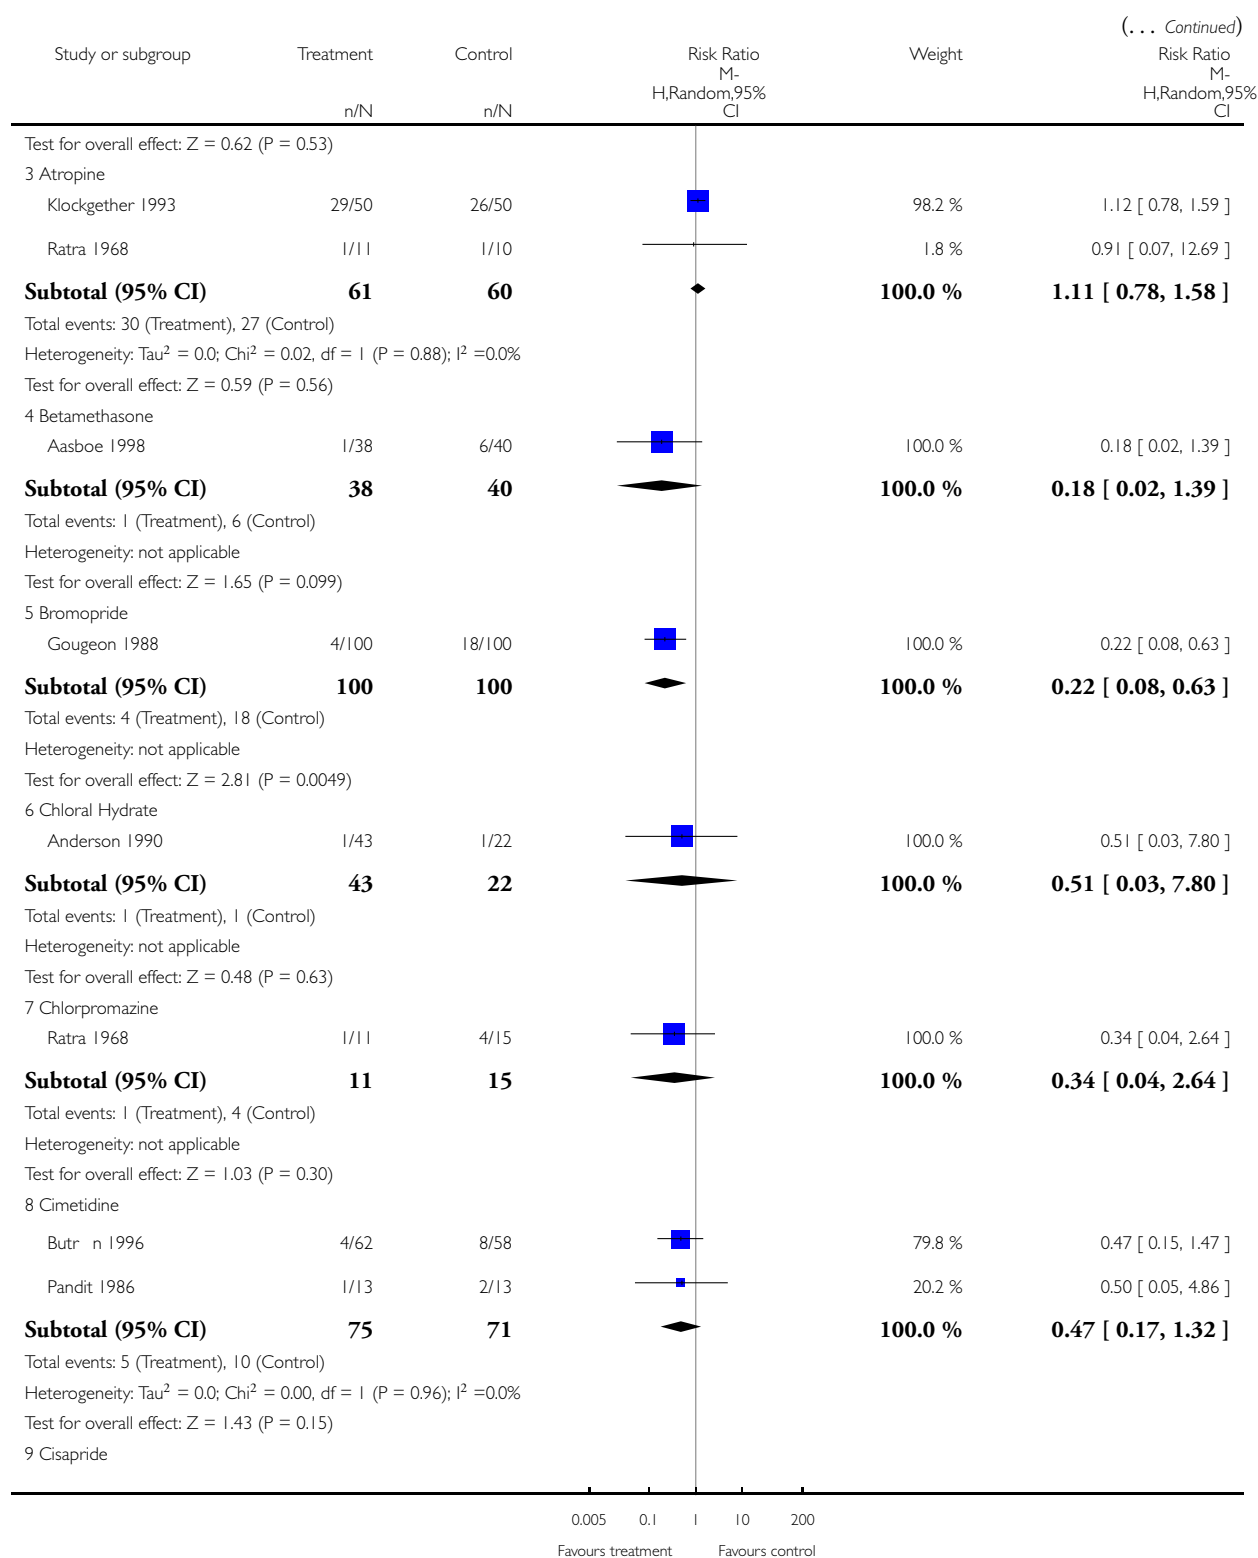 (... Continued)
Study or subgroup Treatment Control Risk Ratio Weight Risk Ratio
M- M-
H,Random,95% H,Random,95%
n/N n/N CI CI
Test for overall effect: Z = 0.62 (P = 0.53)
3 Atropine
Klockgether 1993 29/50 26/50 98.2 % 1.12 [ 0.78, 1.59 ]
Ratra 1968 1/11 1/10 1.8 % 0.91 [ 0.07, 12.69 ]
Subtotal (95% CI) 61 60 100.0 % 1.11 [ 0.78, 1.58 ]
Total events: 30 (Treatment), 27 (Control)
Heterogeneity: Tau² = 0.0; Chi² = 0.02, df = 1 (P = 0.88); I² =0.0%
Test for overall effect: Z = 0.59 (P = 0.56)
4 Betamethasone
Aasboe 1998 1/38 6/40 100.0 % 0.18 [ 0.02, 1.39 ]
Subtotal (95% CI) 38 40 100.0 % 0.18 [ 0.02, 1.39 ]
Total events: 1 (Treatment), 6 (Control)
Heterogeneity: not applicable
Test for overall effect: Z = 1.65 (P = 0.099)
5 Bromopride
Gougeon 1988 4/100 18/100 100.0 % 0.22 [ 0.08, 0.63 ]
Subtotal (95% CI) 100 100 100.0 % 0.22 [ 0.08, 0.63 ]
Total events: 4 (Treatment), 18 (Control)
Heterogeneity: not applicable
Test for overall effect: Z = 2.81 (P = 0.0049)
6 Chloral Hydrate
Anderson 1990 1/43 1/22 100.0 % 0.51 [ 0.03, 7.80 ]
Subtotal (95% CI) 43 22 100.0 % 0.51 [ 0.03, 7.80 ]
Total events: 1 (Treatment), 1 (Control)
Heterogeneity: not applicable
Test for overall effect: Z = 0.48 (P = 0.63)
7 Chlorpromazine
Ratra 1968 1/11 4/15 100.0 % 0.34 [ 0.04, 2.64 ]
Subtotal (95% CI) 11 15 100.0 % 0.34 [ 0.04, 2.64 ]
Total events: 1 (Treatment), 4 (Control)
Heterogeneity: not applicable
Test for overall effect: Z = 1.03 (P = 0.30)
8 Cimetidine
Butr n 1996 4/62 8/58 79.8 % 0.47 [ 0.15, 1.47 ]
Pandit 1986 1/13 2/13 20.2 % 0.50 [ 0.05, 4.86 ]
Subtotal (95% CI) 75 71 100.0 % 0.47 [ 0.17, 1.32 ]
Total events: 5 (Treatment), 10 (Control)
Heterogeneity: Tau² = 0.0; Chi² = 0.00, df = 1 (P = 0.96); I² =0.0%
Test for overall effect: Z = 1.43 (P = 0.15)
9 Cisapride
0.005 0.1 1 10 200
Favours treatment Favours control